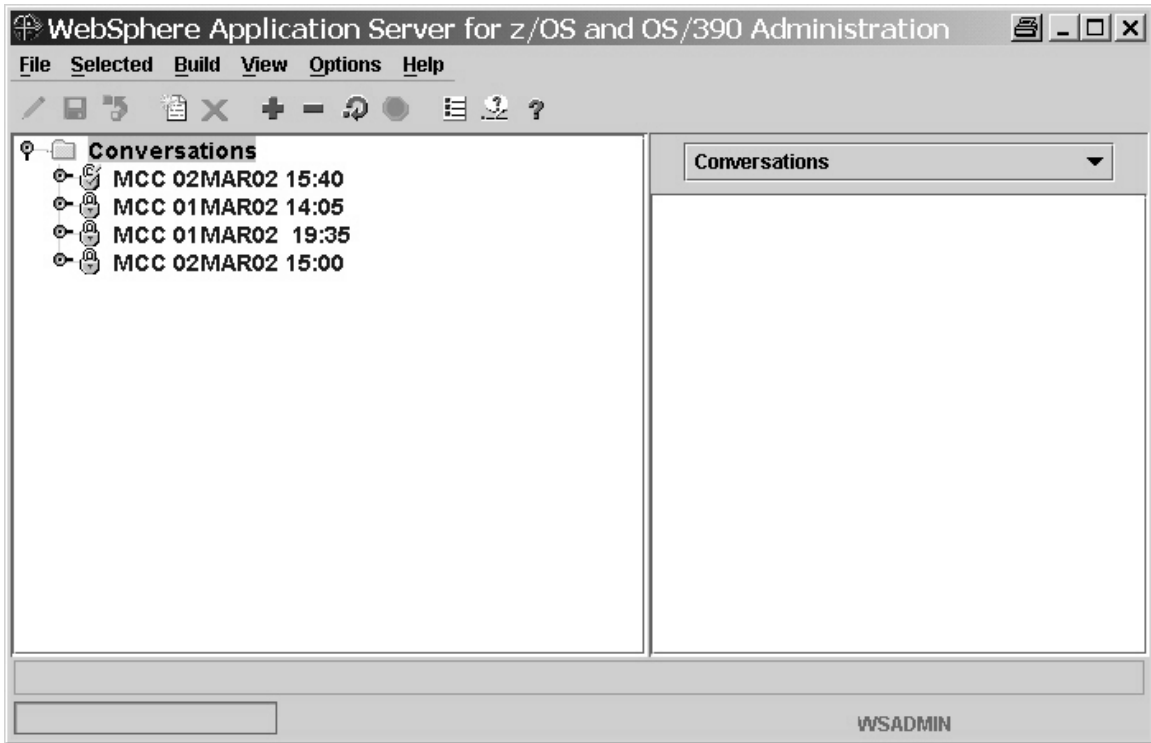 WebSphere Application Server for z/OS and OS/390 Administration
File Selected Build View Options Help
Conversations
MCC 02MAR02 15:40
MCC 01MAR02 14:05
MCC 01MAR02  19:35
MCC 02MAR02 15:00
Conversations
WSADMIN